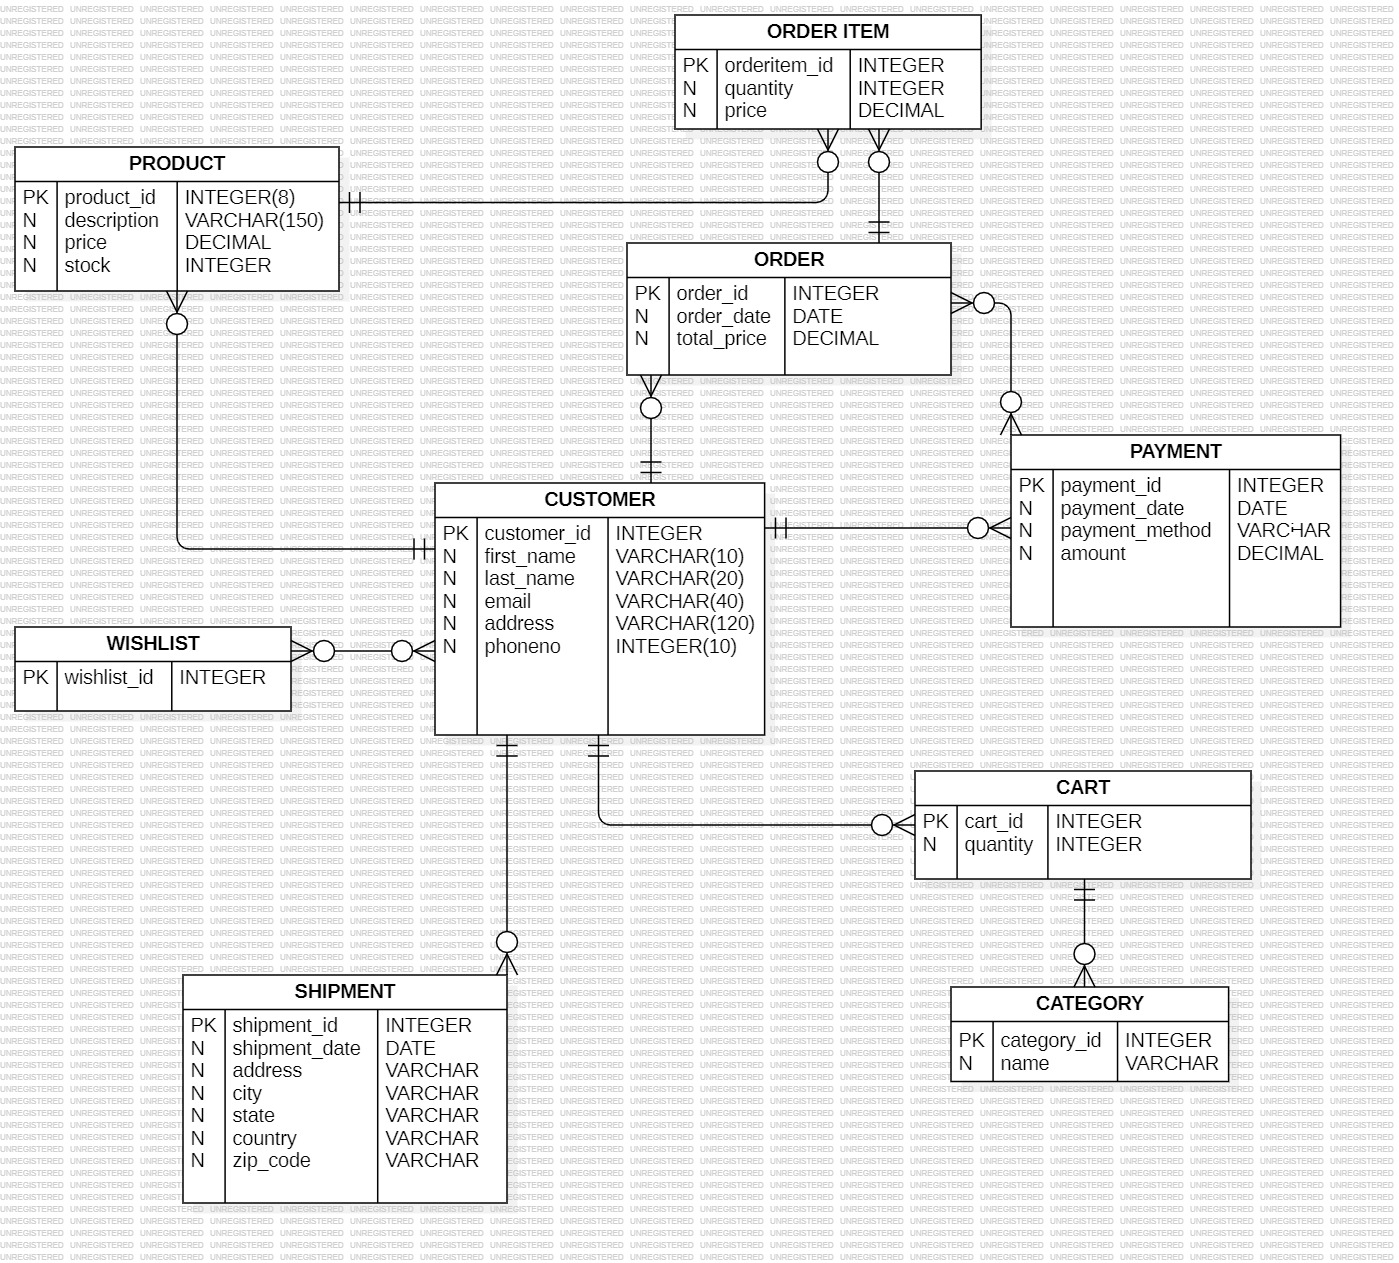 ORDER ITEM
PK orderitem_id INTEGER
N quantity INTEGER
N price DECIMAL
PRODUCT
PK product_id INTEGER(8)
N description VARCHAR(150)
N price DECIMAL
N stock INTEGER
ORDER
PK order_id INTEGER
N order_date DATE
N total_price DECIMAL
PAYMENT
PK payment_id INTEGER
N payment_date DATE
N payment_method VARCHAR
N amount DECIMAL
CUSTOMER
PK customer_id INTEGER
N first_name VARCHAR(10)
N last_name VARCHAR(20)
N email VARCHAR(40)
N address VARCHAR(120)
N phoneno INTEGER(10)
WISHLIST
PK wishlist_id INTEGER
CART
PK cart_id INTEGER
N quantity INTEGER
SHIPMENT
PK shipment_id INTEGER
N shipment_date DATE
N address VARCHAR
N city VARCHAR
N state VARCHAR
N country VARCHAR
N zip_code VARCHAR
CATEGORY
PK category_id INTEGER
N name VARCHAR
UNREGISTERED